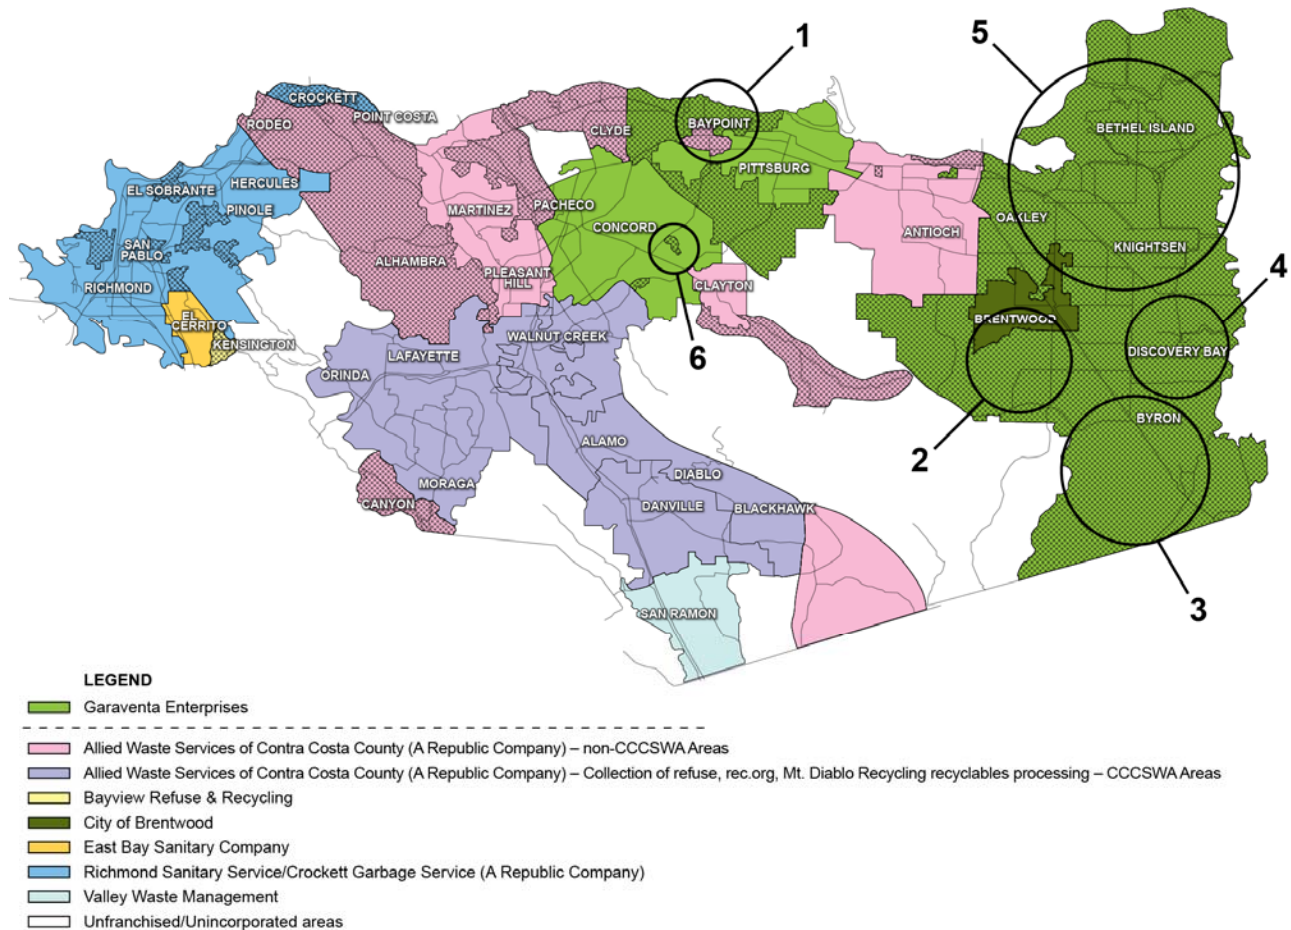 1
5
CROCKETT
POINT COSTA
RODEO
CLYDE
BAYPOINT
BETHEL ISLAND
PITTSBURG
EL SOBRANTE
HERCULES
PINOLE
MARTINEZ
PACHECO
CONCORD
OAKLEY
ANTIOCH
KNIGHTSEN
SAN
PABLO
ALHAMBRA
PLEASANT
HILL
CLAYTON
4
RICHMOND
EL
CERRITO
KENSINGTON
BRENTWOOD
WALNUT CREEK
LAFAYETTE
6
DISCOVERY BAY
ORINDA
BYRON
ALAMO
2
DIABLO
MORAGA
CANYON
DANVILLE
BLACKHAWK
3
SAN RAMON
LEGEND
Garaventa Enterprises
Allied Waste Services of Contra Costa County (A Republic Company) – non-CCCSWA Areas
Allied Waste Services of Contra Costa County (A Republic Company) – Collection of refuse, rec.org, Mt. Diablo Recycling recyclables processing – CCCSWA Areas
Bayview Refuse & Recycling
City of Brentwood
East Bay Sanitary Company
Richmond Sanitary Service/Crockett Garbage Service (A Republic Company)
Valley Waste Management
Unfranchised/Unincorporated areas